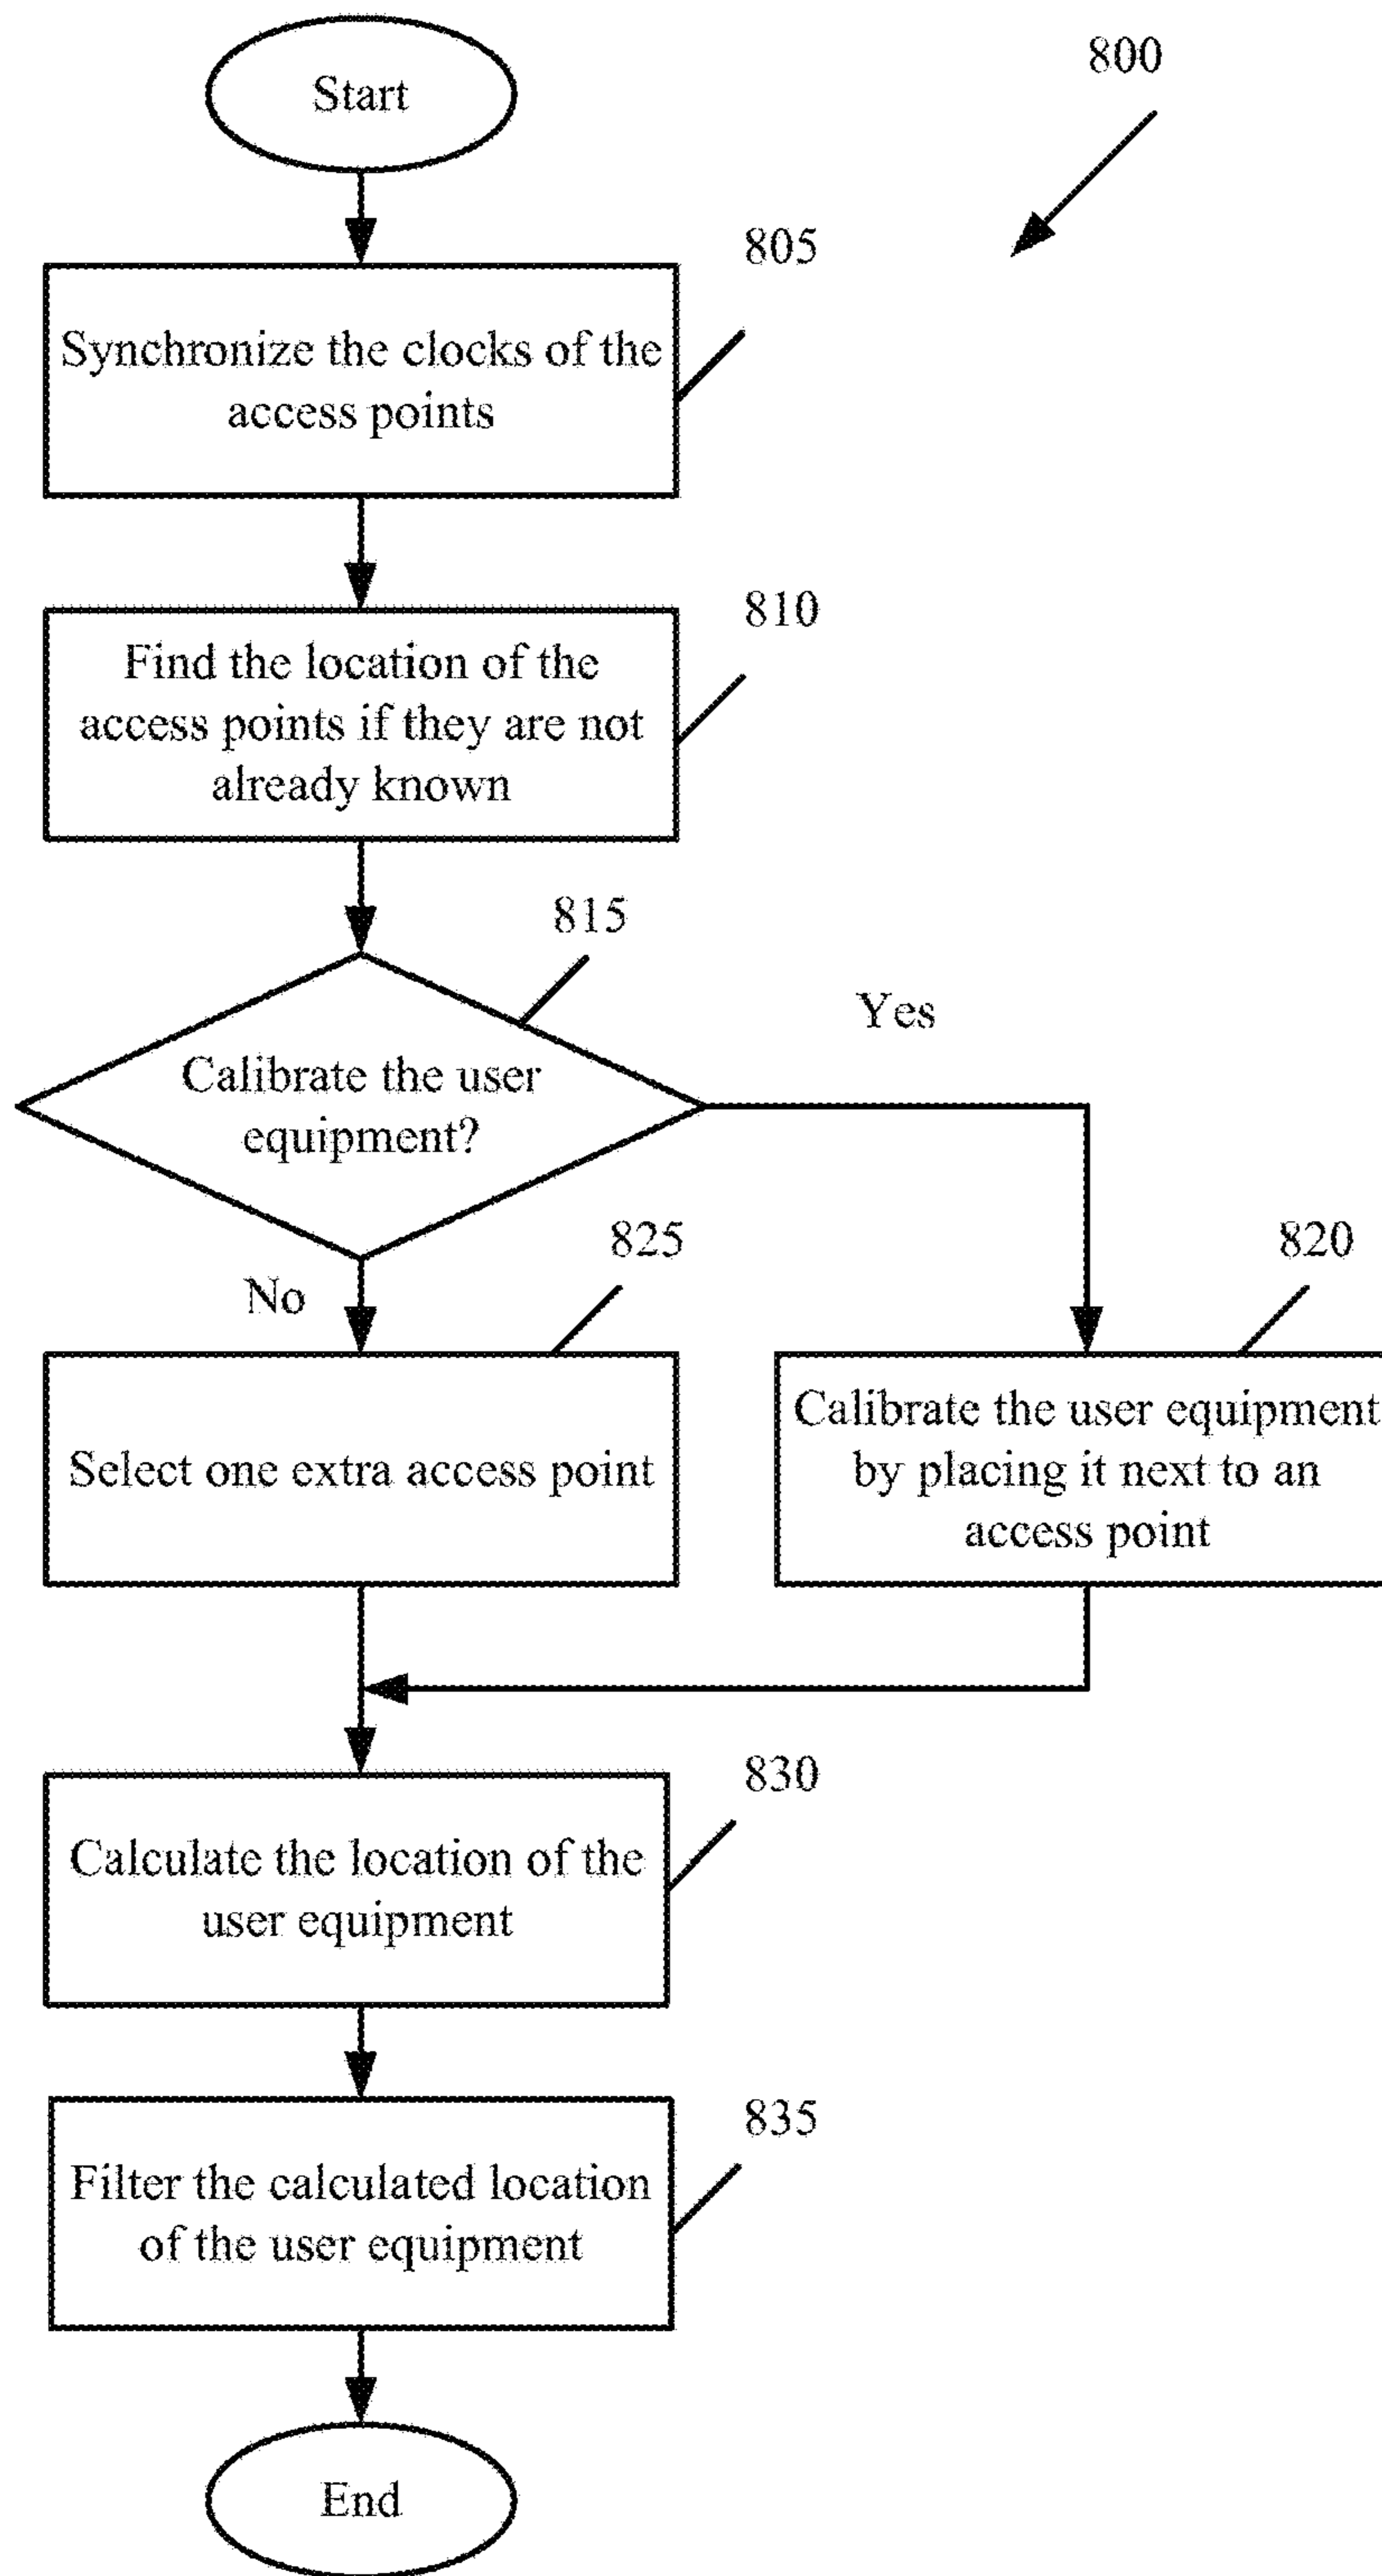 Start
800
805
Synchronize the clocks of the
access points
810
Find the location of the
access points if they are not
already known
815
Calibrate the user
equipment?
Yes
No
825
820
Select one extra access point
Calibrate the user equipment
by placing it next to an
access point
830
Calculate the location of the
user equipment
835
Filter the calculated location
of the user equipment
End